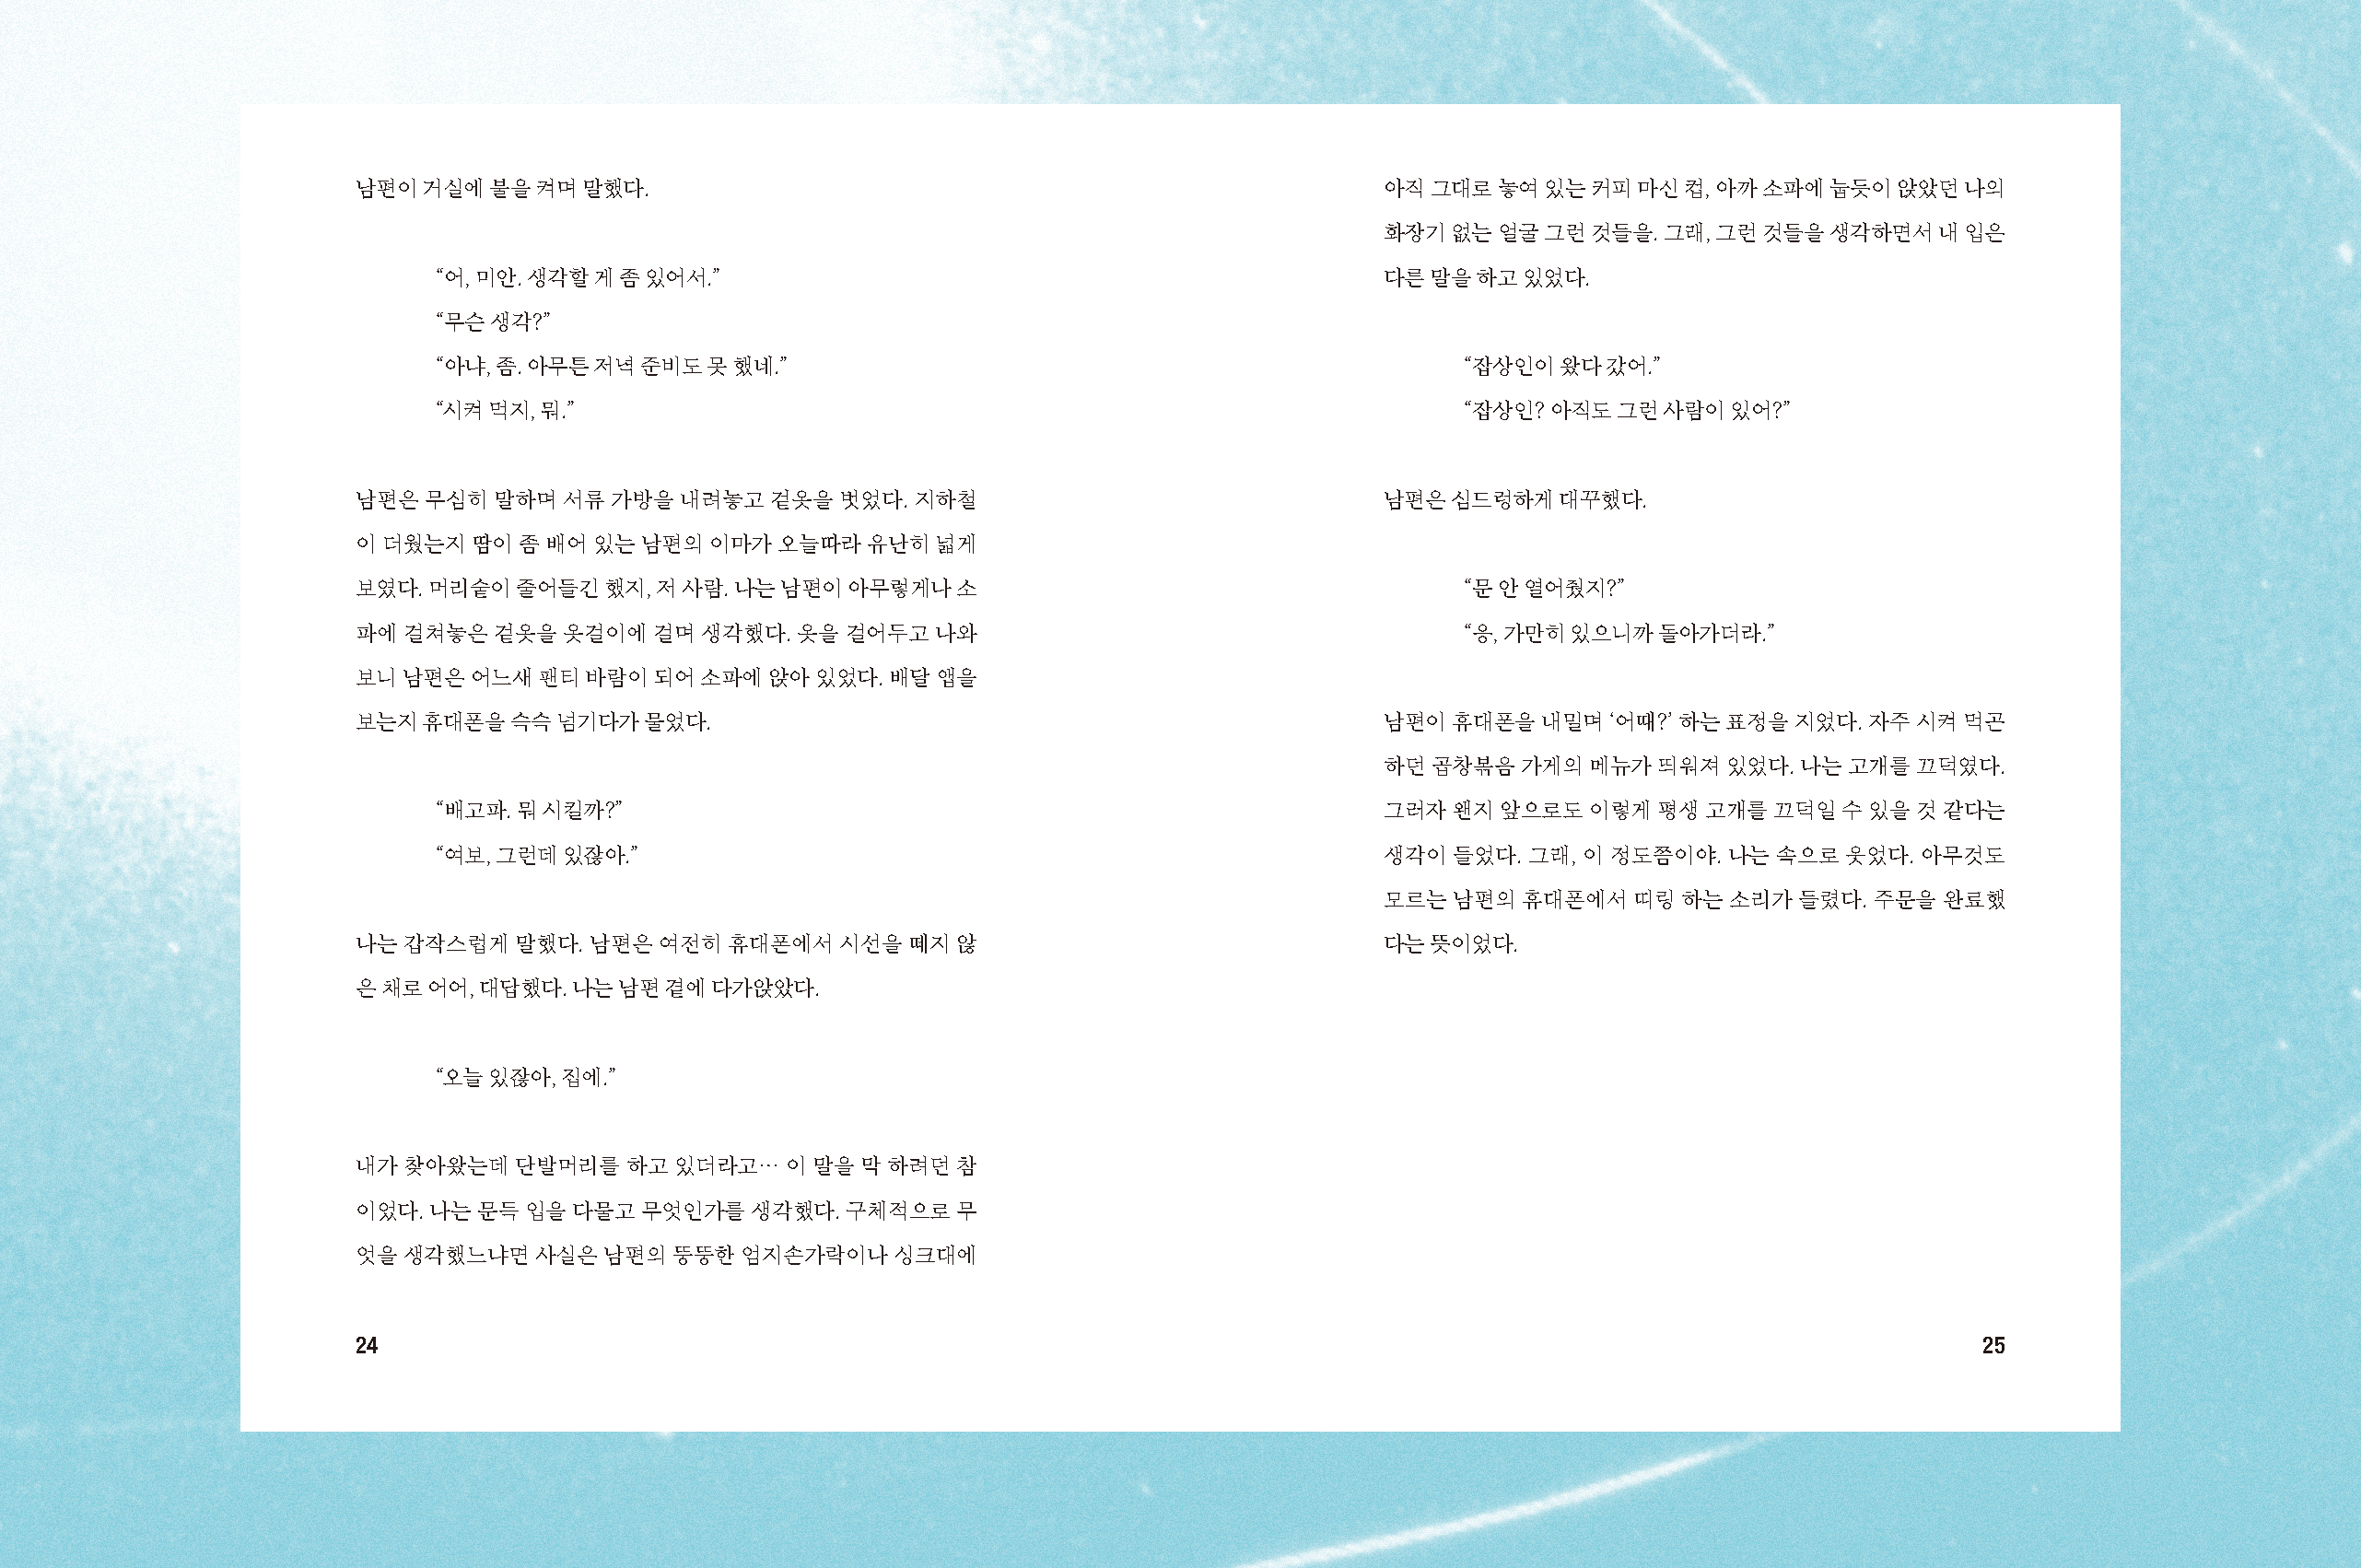 남편이 거실에 불을 켜며 말했다.
“어, 미안. 생각할 게 좀 있어서.”
“무슨 생각?”
“아냐, 좀. 아무튼 저녁 준비도 못 했네.”
“시켜 먹지, 뭐.”
남편은 무심히 말하며 서류 가방을 내려놓고 겉옷을 벗었다. 지하철
이 더웠는지 땀이 좀 배어 있는 남편의 이마가 오늘따라 유난히 넓게
보였다. 머리숱이 줄어들긴 했지, 저 사람. 나는 남편이 아무렇게나 소
파에 걸쳐놓은 겉옷을 옷걸이에 걸며 생각했다. 옷을 걸어두고 나와
보니 남편은 어느새 팬티 바람이 되어 소파에 앉아 있었다. 배달 앱을
보는지 휴대폰을 슥슥 넘기다가 물었다.
“배고파. 뭐 시킬까?”
“여보, 그런데 있잖아.”
나는 갑작스럽게 말했다. 남편은 여전히 휴대폰에서 시선을 떼지 않
은 채로 어어, 대답했다. 나는 남편 곁에 다가앉았다.
“오늘 있잖아, 집에.”
내가 찾아왔는데 단발머리를 하고 있더라고… 이 말을 막 하려던 참
이었다. 나는 문득 입을 다물고 무엇인가를 생각했다. 구체적으로 무
엇을 생각했느냐면 사실은 남편의 뚱뚱한 엄지손가락이나 싱크대에
24
아직 그대로 놓여 있는 커피 마신 컵, 아까 소파에 눕듯이 앉았던 나의
화장기 없는 얼굴 그런 것들을. 그래, 그런 것들을 생각하면서 내 입은
다른 말을 하고 있었다.
“잡상인이 왔다 갔어.”
“잡상인? 아직도 그런 사람이 있어?”
남편은 심드렁하게 대꾸했다.
“문 안 열어줬지?”
“응, 가만히 있으니까 돌아가더라.”
남편이 휴대폰을 내밀며 ‘어때?’ 하는 표정을 지었다. 자주 시켜 먹곤
하던 곱창볶음 가게의 메뉴가 띄워져 있었다. 나는 고개를 끄덕였다.
그러자 왠지 앞으로도 이렇게 평생 고개를 끄덕일 수 있을 것 같다는
생각이 들었다. 그래, 이 정도쯤이야. 나는 속으로 웃었다. 아무것도
모르는 남편의 휴대폰에서 띠링 하는 소리가 들렸다. 주문을 완료했
다는 뜻이었다.
25